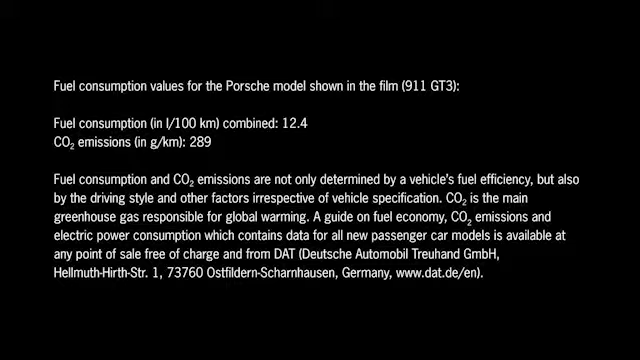 Fuel consumption values for the Porsche model shown in the film (911 GT3):
Fuel consumption (in l/100 km) combined: 12.4
CO₂ emissions (in g/km): 289
Fuel consumption and CO₂ emissions are not only determined by a vehicle's fuel efficiency, but also
by the driving style and other factors irrespective of vehicle specification. CO₂ is the main
greenhouse gas responsible for global warming. A guide on fuel economy, CO₂ emissions and
electric power consumption which contains data for all new passenger car models is available at
any point of sale free of charge and from DAT (Deutsche Automobil Treuhand GmbH,
Hellmuth-Hirth-Str. 1, 73760 Ostfildern-Scharnhausen, Germany, www.dat.de/en).